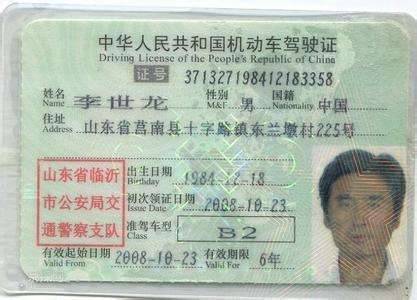 中华人民共和国机动车驾驶证
Driving License of the People's Republic of China
证号 371327198412183358
姓名 Name 李世龙 性别 M&F 男 国籍 Nationality 中国
住址 Address 山东省莒南县十字路镇东兰墩村225号
山东省临沂
市公安局交
通警察支队
出生日期 Birthday 1984-12-18
初次领证日期 2008-10-23
准驾车型 Class B2
有效起始日期 Valid From 2008-10-23 有效期限 Valid For 6年